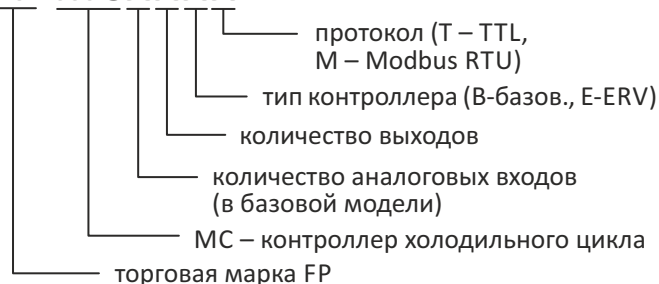 протокол (T – TTL,
M – Modbus RTU)
тип контроллера (B-базов., E-ERV)
количество выходов
количество аналоговых входов
(в базовой модели)
MC – контроллер холодильного цикла
торговая марка FP